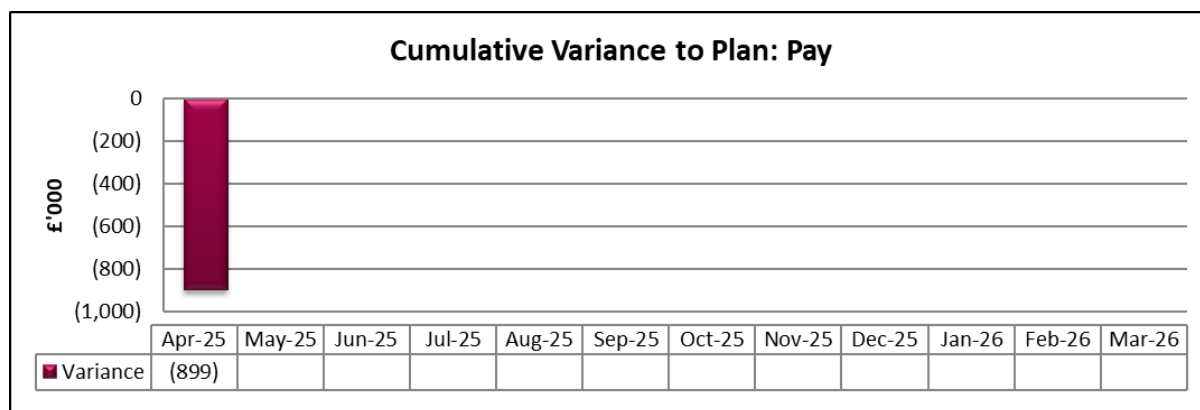 Cumulative Variance to Plan: Pay
£'000
0
(200)
(400)
(600)
(800)
(1,000)
Apr-25 May-25 Jun-25 Jul-25 Aug-25 Sep-25 Oct-25 Nov-25 Dec-25 Jan-26 Feb-26 Mar-26
Variance (899)